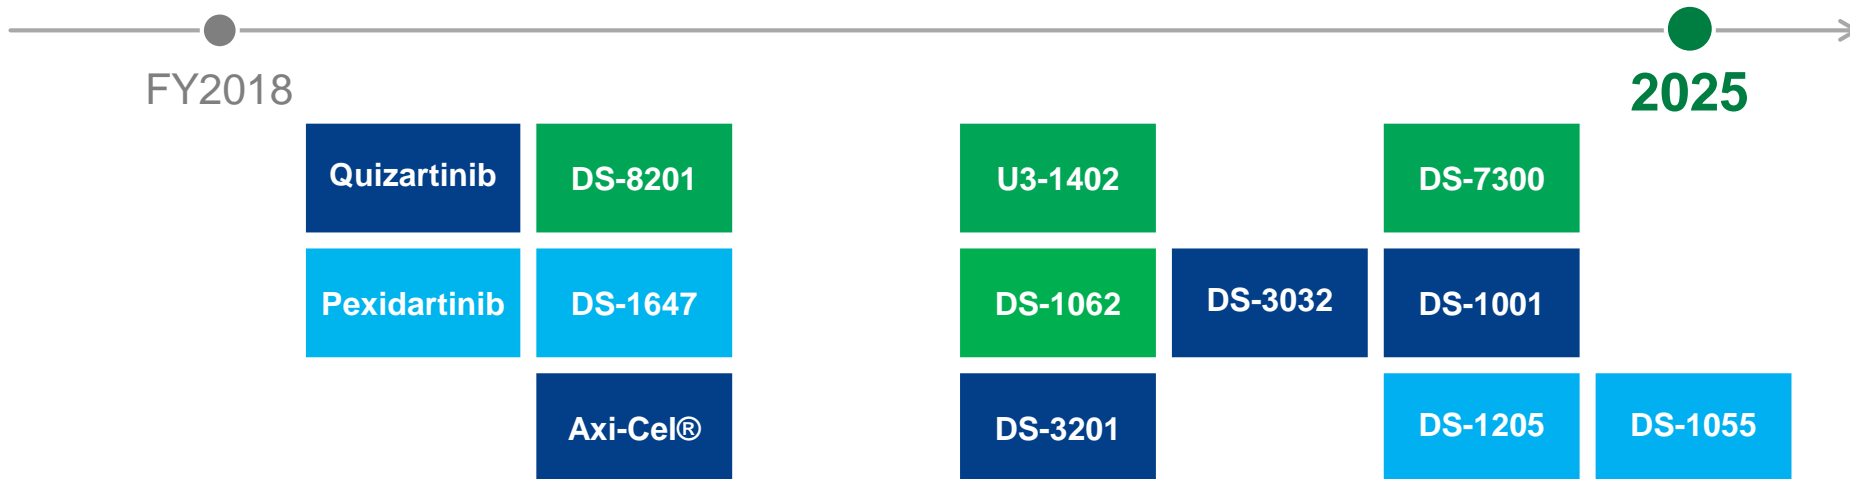 FY2018
2025
Quizartinib
DS-8201
U3-1402
DS-7300
Pexidartinib
DS-1647
DS-1062
DS-3032
DS-1001
Axi-Cel®
DS-3201
DS-1205
DS-1055